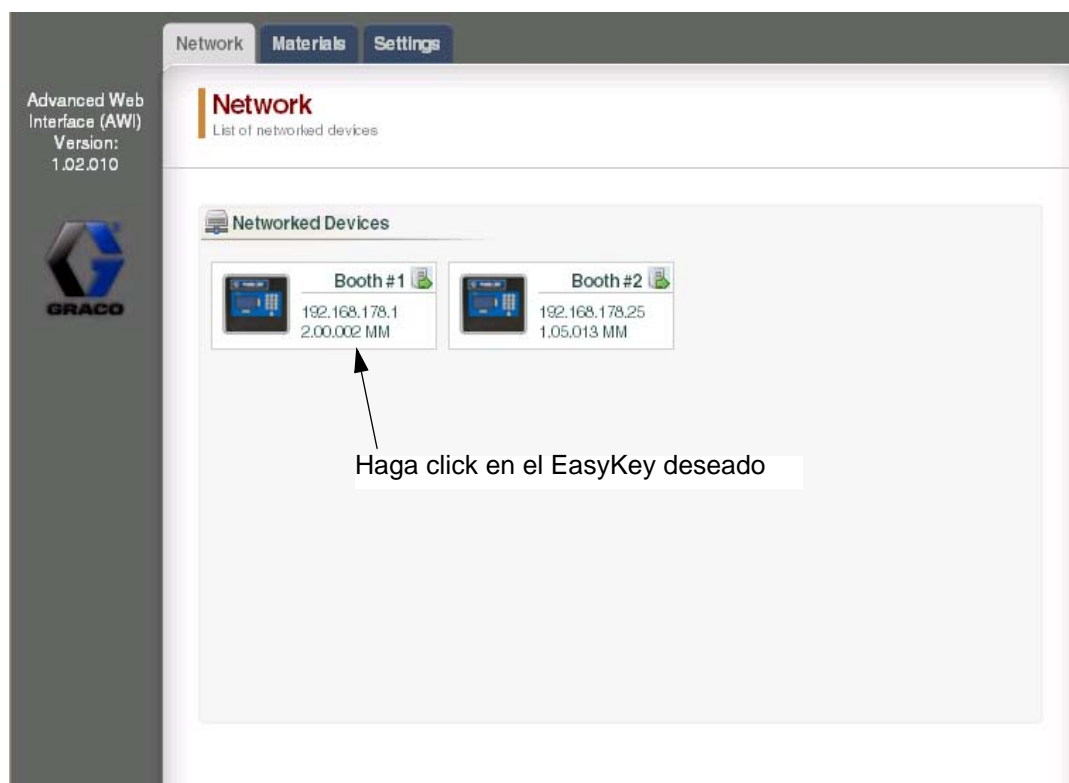 Network Materials Settings
Advanced Web
Interface (AWI)
Version:
1.02.010
GRACO
Network
List of networked devices
Networked Devices
Booth #1
192.168.178.1
2.00.002 MM
Booth #2
192.168.178.25
1.05.013 MM
Haga click en el EasyKey deseado